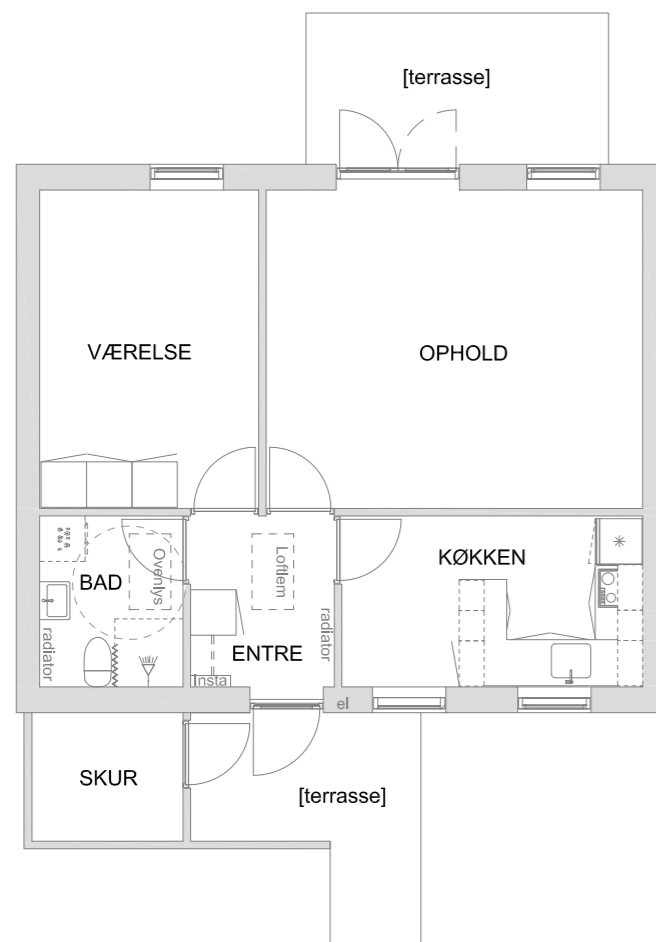 [terrasse]
VÆRELSE
OPHOLD
KØKKEN
Ovenlys
Loftlem
BAD
ENTRE
radiator
radiator
Insta
el
SKUR
[terrasse]